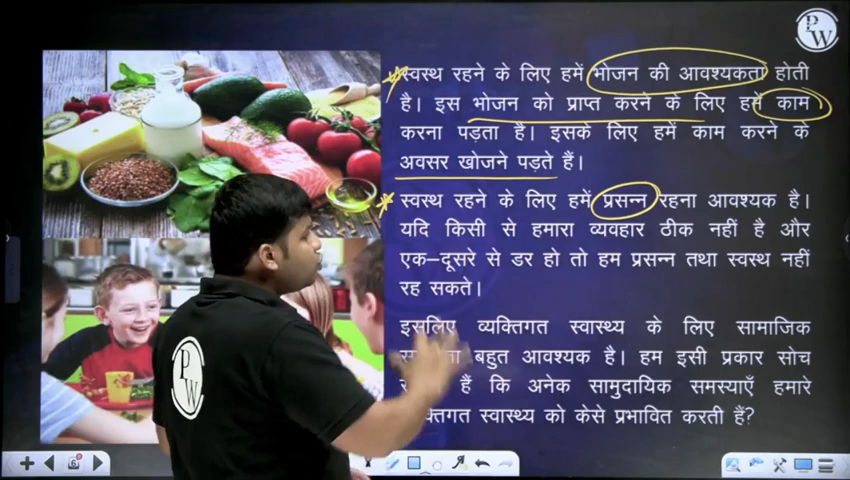 PW
स्वस्थ रहने के लिए हमें भोजन की आवश्यकता होती
है। इस भोजन को प्राप्त करने के लिए हमें काम
करना पड़ता है। इसके लिए हमें काम करने के
अवसर खोजने पड़ते हैं।
स्वस्थ रहने के लिए हमें प्रसन्न रहना आवश्यक है।
यदि किसी से हमारा व्यवहार ठीक नहीं है और
एक–दूसरे से डर हो तो हम प्रसन्न तथा स्वस्थ नहीं
रह सकते।
इसलिए व्यक्तिगत स्वास्थ्य के लिए सामाजिक
बहुत आवश्यक है। हम इसी प्रकार सोच
हैं कि अनेक सामुदायिक समस्याएँ हमारे
स्वास्थ्य को केसे प्रभावित करती हैं?
PW
6